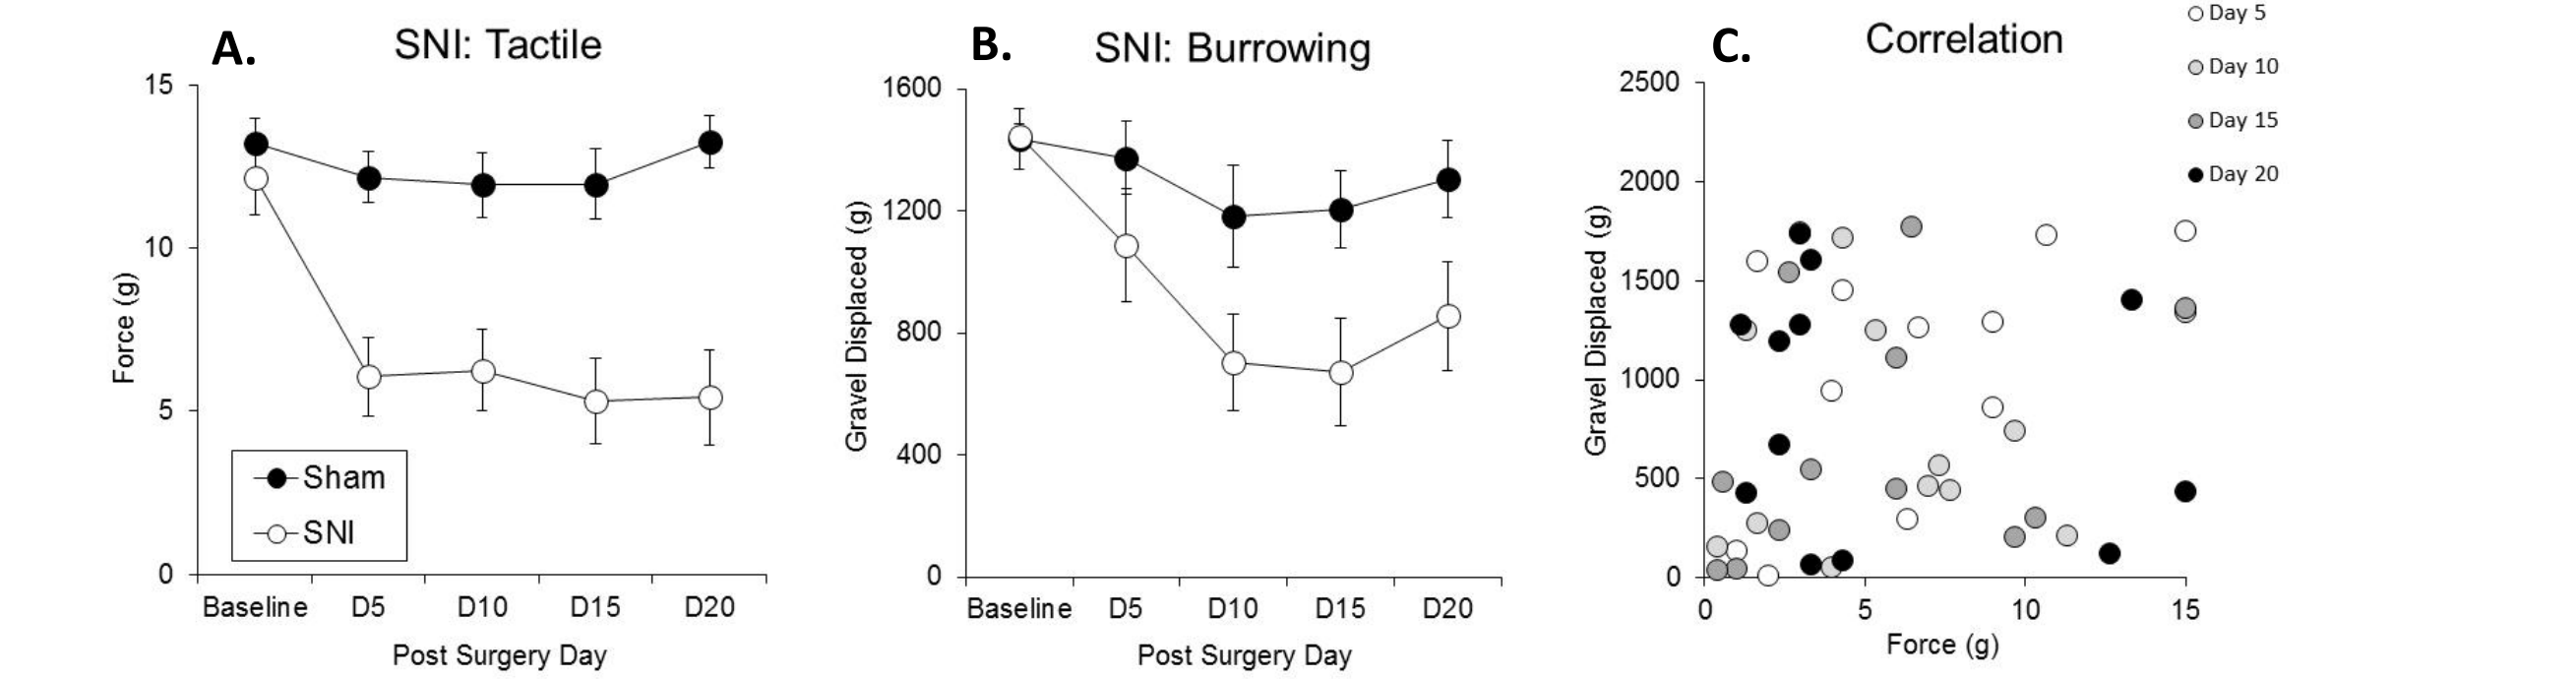 A.
SNI: Tactile
15
10
5
0
Force (g)
Sham
SNI
Baseline D5 D10 D15 D20
Post Surgery Day
B.
SNI: Burrowing
1600
1200
800
400
0
Gravel Displaced (g)
Baseline D5 D10 D15 D20
Post Surgery Day
C.
Correlation
Day 5
Day 10
Day 15
Day 20
2500
2000
1500
1000
500
0
Gravel Displaced (g)
0 5 10 15
Force (g)